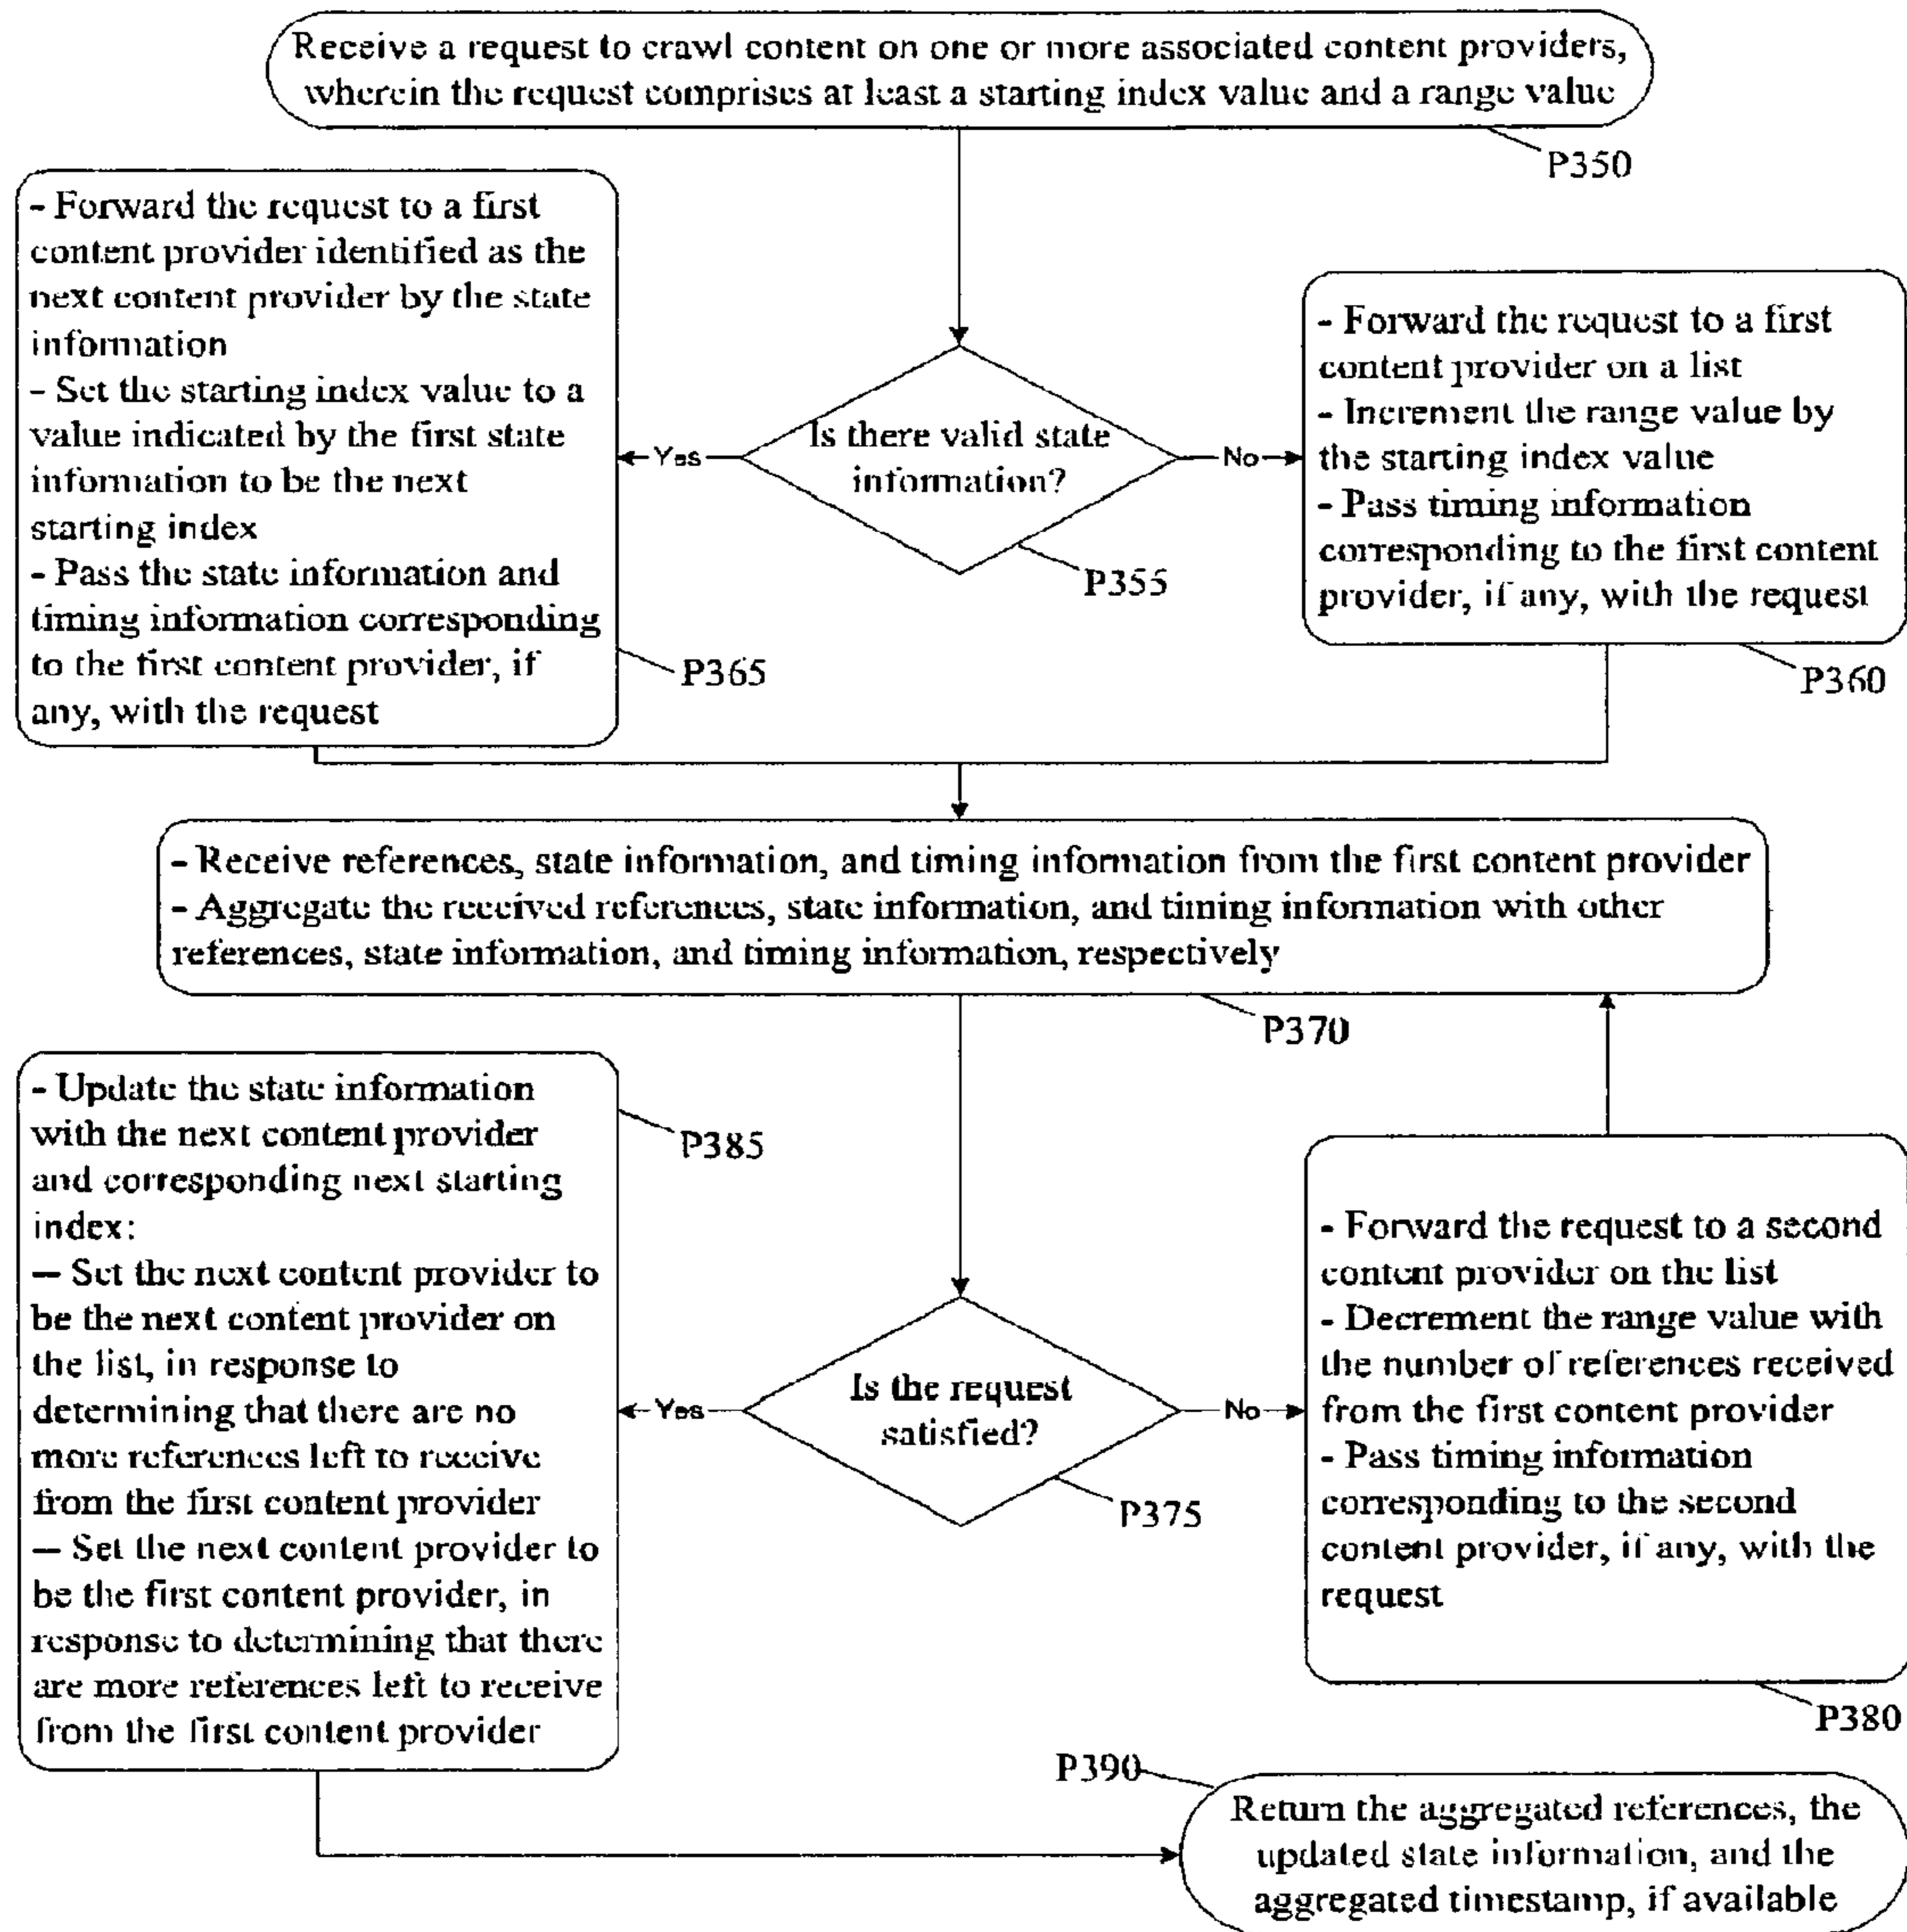 Receive a request to crawl content on one or more associated content providers,
wherein the request comprises at least a starting index value and a range value
P350
- Forward the request to a first
content provider identified as the
next content provider by the state
information
- Set the starting index value to a
value indicated by the first state
information to be the next
starting index
- Pass the state information and
timing information corresponding
to the first content provider, if
any, with the request
P365
Yes
Is there valid state
information?
P355
No
- Forward the request to a first
content provider on a list
- Increment the range value by
the starting index value
- Pass timing information
corresponding to the first content
provider, if any, with the request
P360
- Receive references, state information, and timing information from the first content provider
- Aggregate the received references, state information, and timing information with other
references, state information, and timing information, respectively
P370
- Update the state information
with the next content provider
and corresponding next starting
index:
-- Set the next content provider to
be the next content provider on
the list, in response to
determining that there are no
more references left to receive
from the first content provider
-- Set the next content provider to
be the first content provider, in
response to determining that there
are more references left to receive
from the first content provider
P385
Yes
Is the request
satisfied?
P375
No
- Forward the request to a second
content provider on the list
- Decrement the range value with
the number of references received
from the first content provider
- Pass timing information
corresponding to the second
content provider, if any, with the
request
P380
P390
Return the aggregated references, the
updated state information, and the
aggregated timestamp, if available